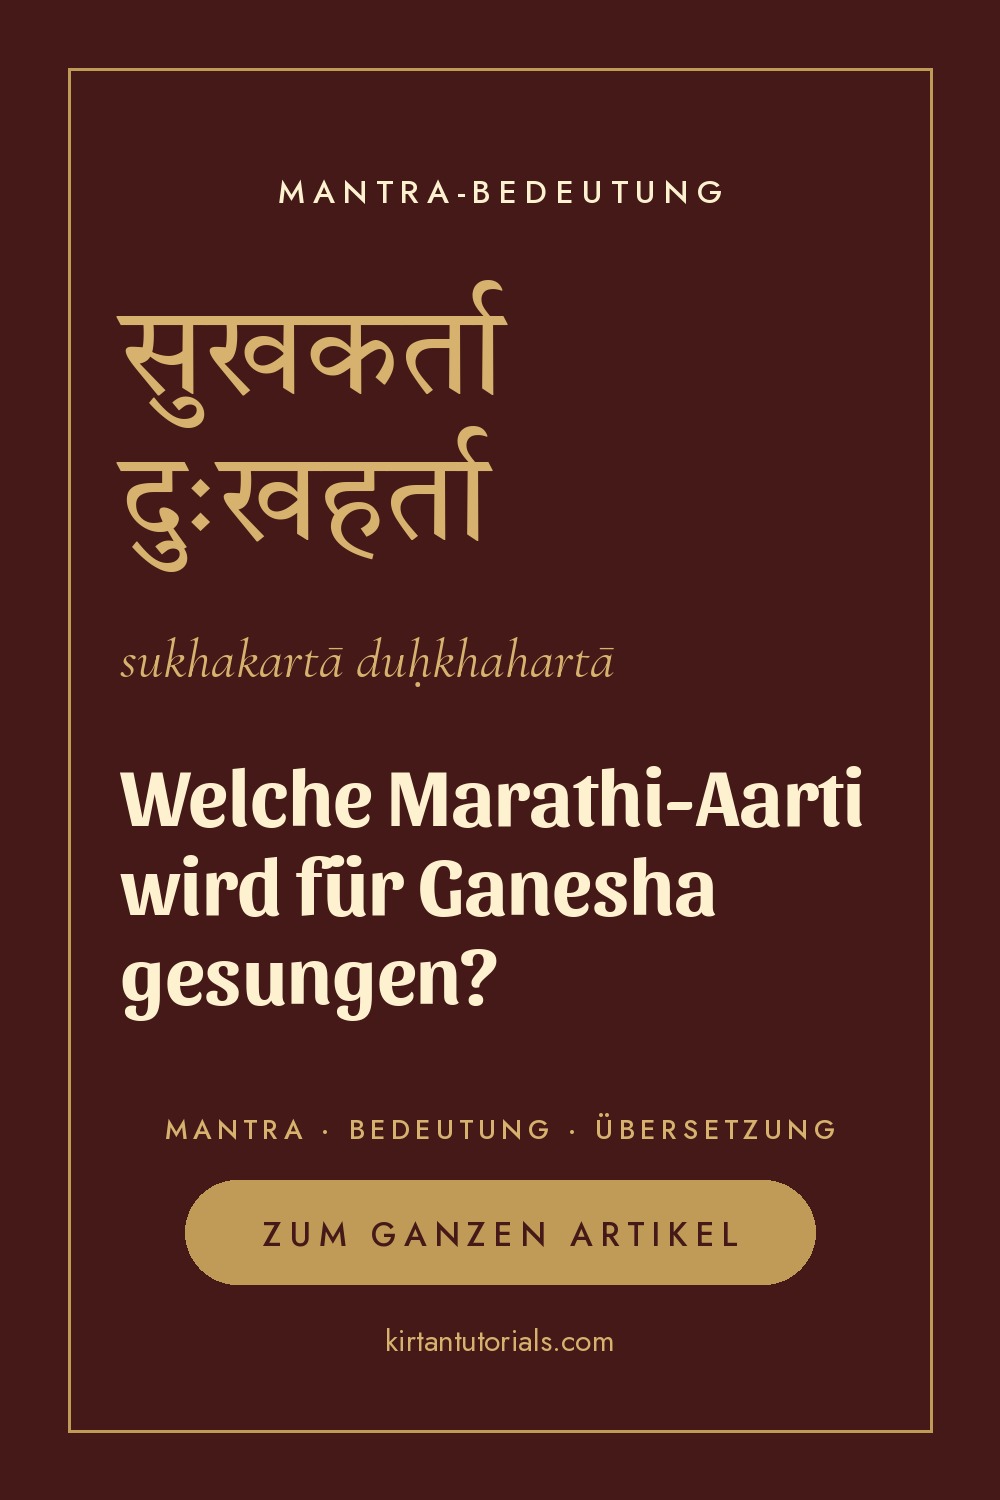 MANTRA-BEDEUTUNG
सुखकर्ता
दुःखहर्ता
sukhakartā duḥkhahartā
Welche Marathi-Aarti
wird für Ganesha
gesungen?
MANTRA · BEDEUTUNG · ÜBERSETZUNG
ZUM GANZEN ARTIKEL
kirtantutorials.com